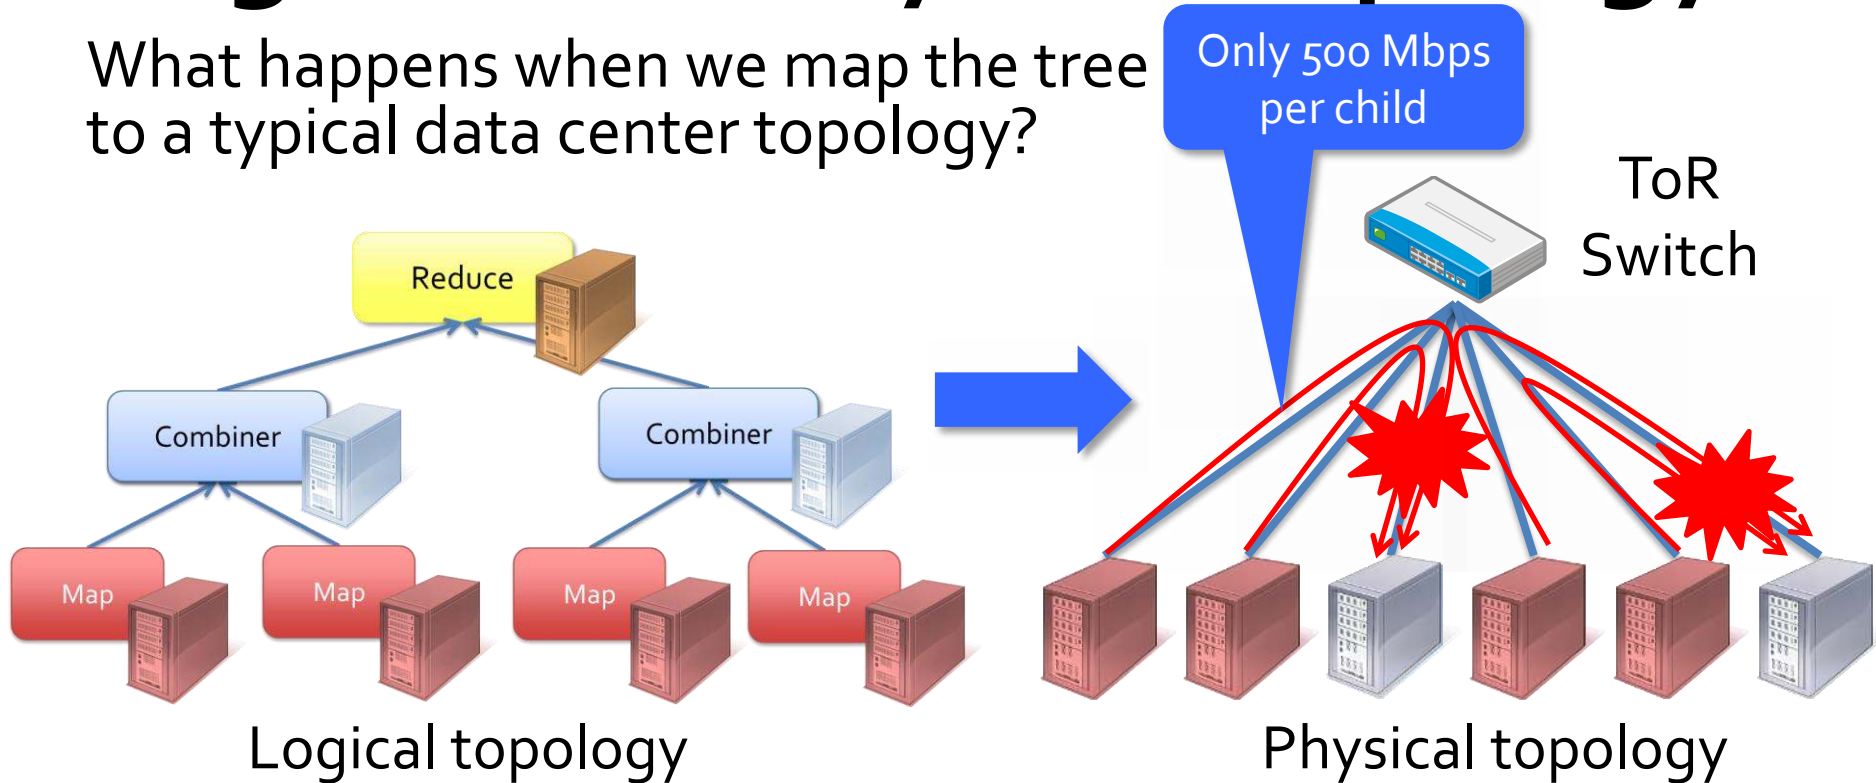 What happens when we map the tree
to a typical data center topology?
Only 500 Mbps
per child
ToR
Switch
Reduce
Combiner
Combiner
Map
Map
Map
Map
Logical topology
Physical topology